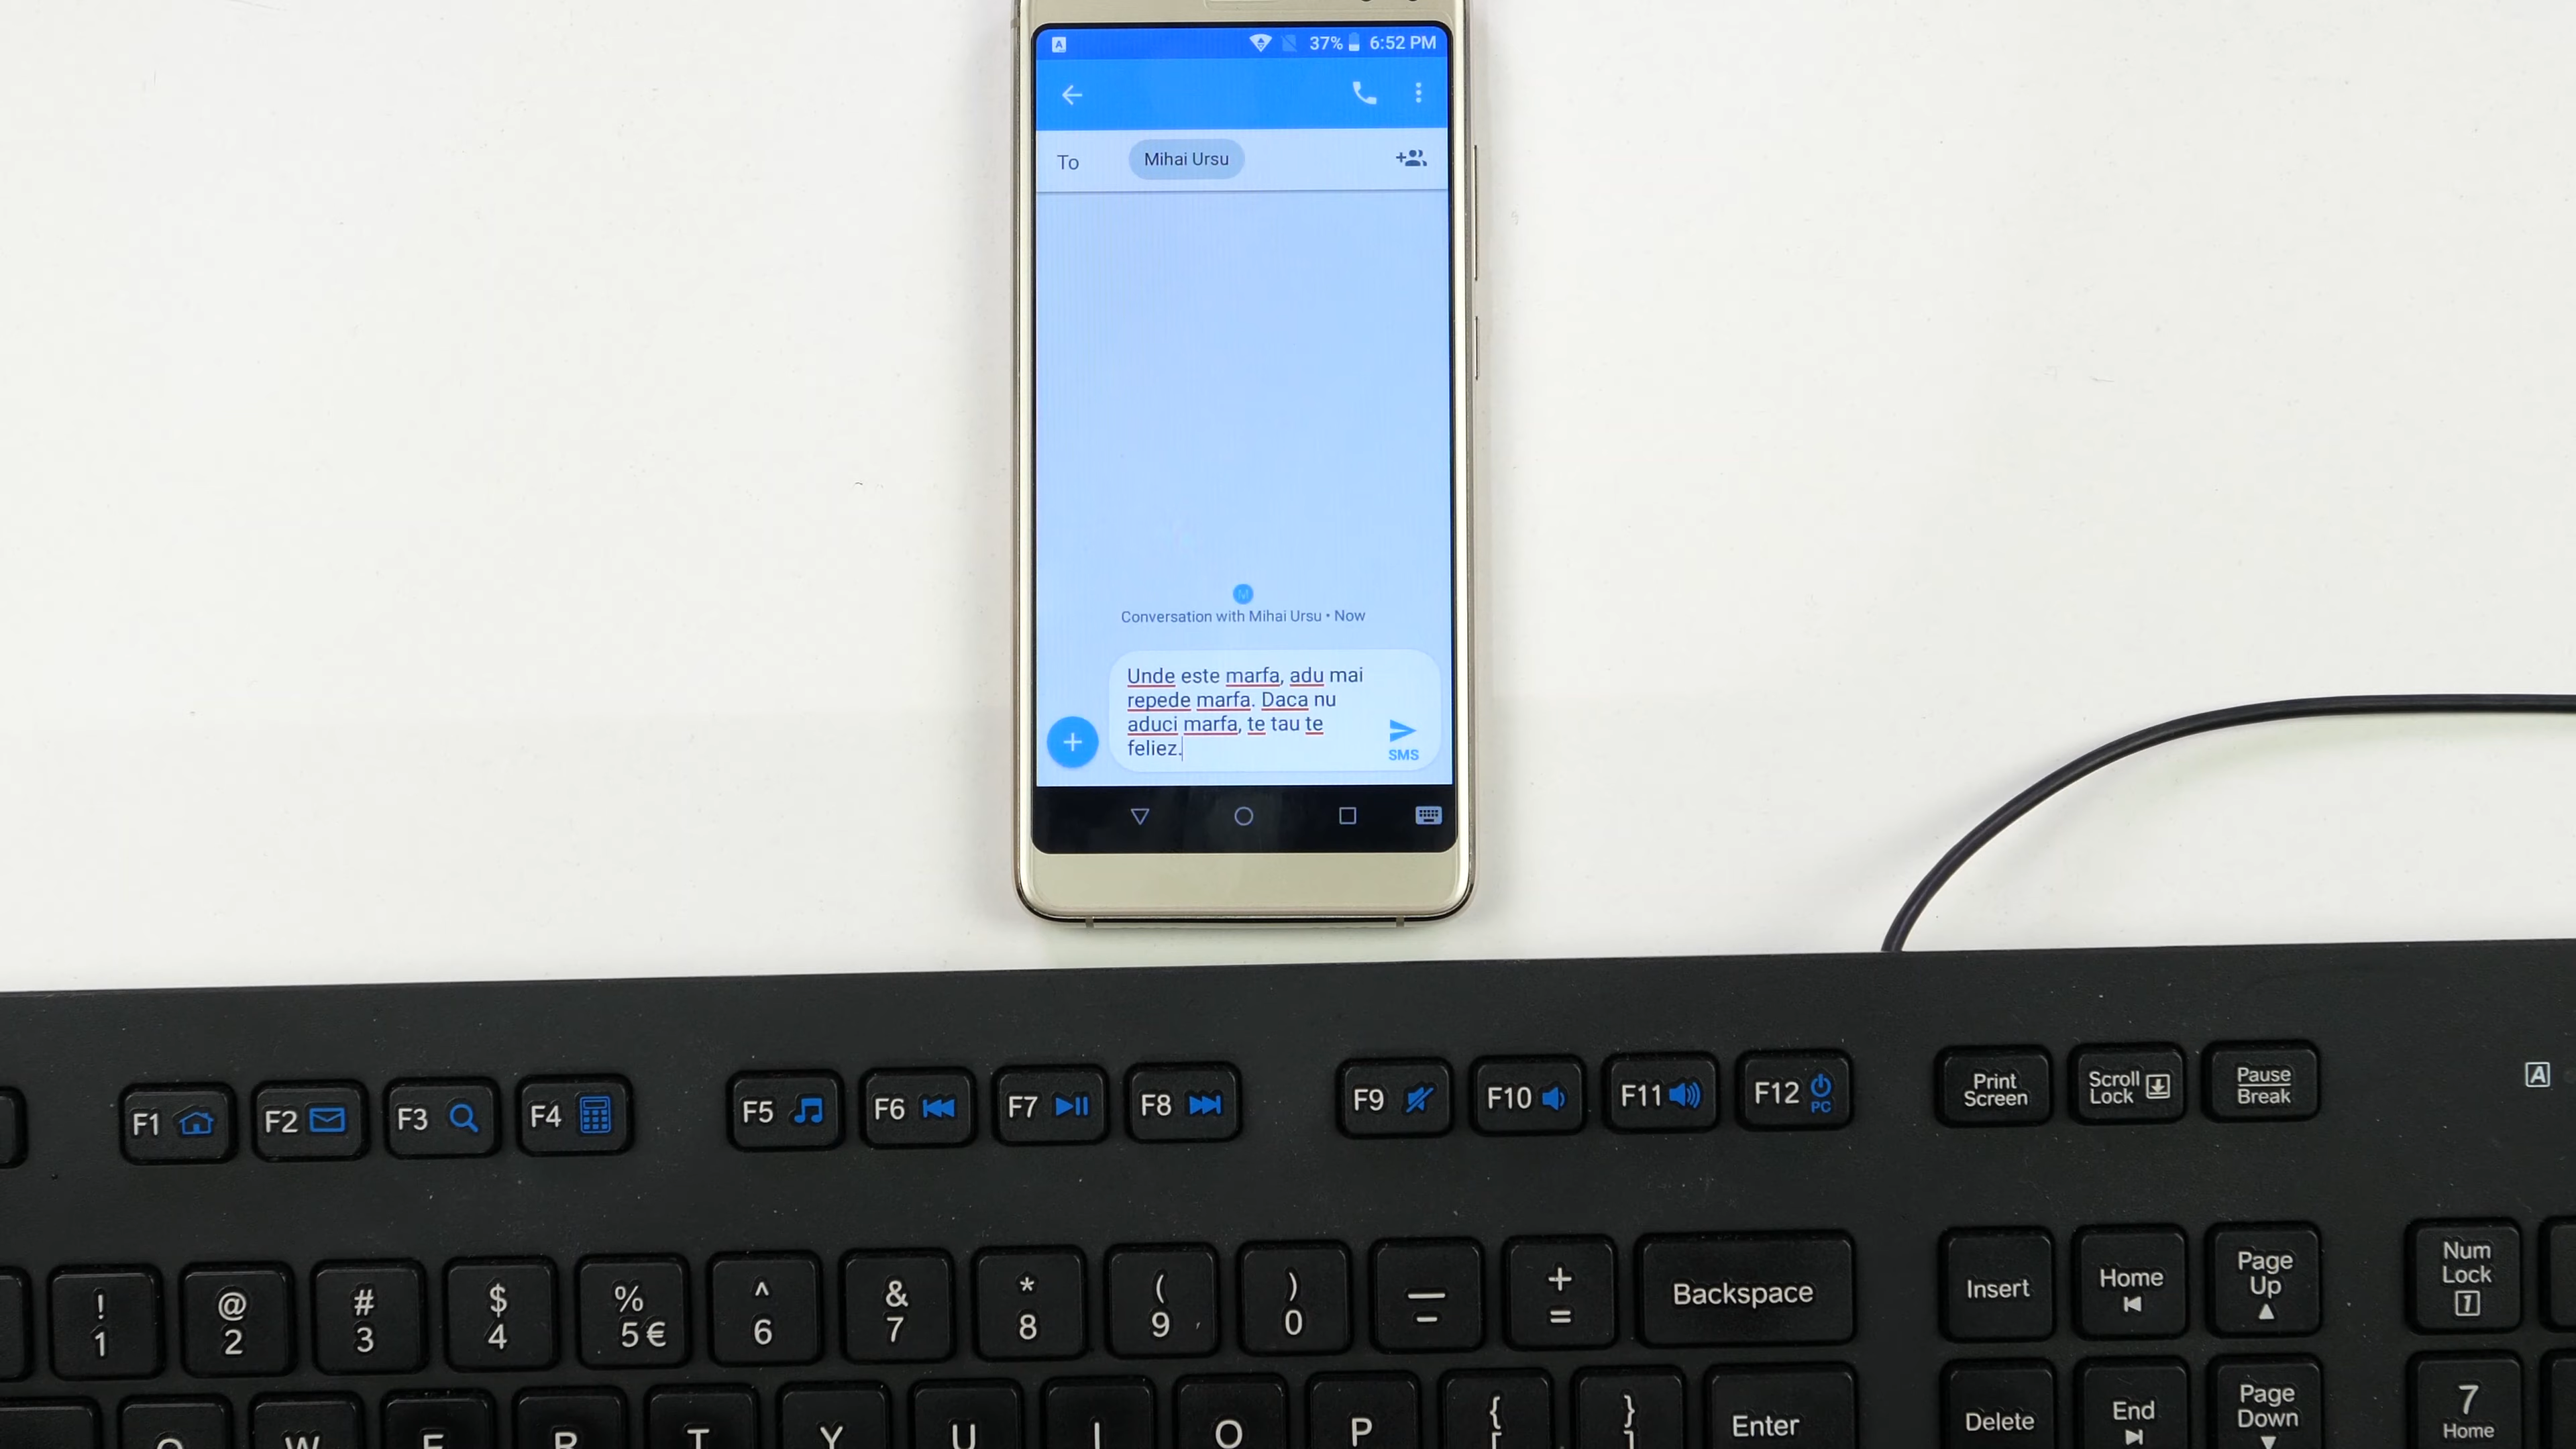 A 37% 6:52 PM
To Mihai Ursu
M
Conversation with Mihai Ursu • Now
Unde este marfa, adu mai
repede marfa. Daca nu
aduci marfa, te tau te
feliez.
SMS
F1 F2 F3 F4 F5 F6 F7 F8 F9 F10 F11 F12
PC
Print
Screen
Scroll
Lock
Pause
Break
A
!
1
@
2
#
3
$
4
%
5 €
^
6
&
7
*
8
(
9
)
0
—
-
+
=
Backspace
Insert
Home
Page
Up
Num
Lock
1
Q W E R T Y U I O P
{
[
}
]
Enter
Delete
End
Page
Down
7
Home